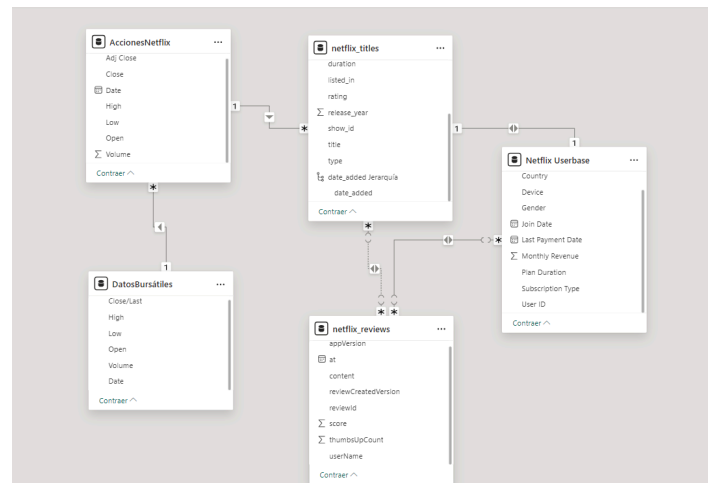 AccionesNetflix
Adj Close
Close
Date
High
Low
Open
Volume
Contraer
netflix_titles
duration
listed_in
rating
release_year
show_id
title
type
date_added Jerarquía
date_added
Contraer
Netflix Userbase
Country
Device
Gender
Join Date
Last Payment Date
Monthly Revenue
Plan Duration
Subscription Type
User ID
Contraer
DatosBursátiles
Close/Last
High
Low
Open
Volume
Date
Contraer
netflix_reviews
appVersion
at
content
reviewCreatedVersion
reviewId
score
thumbsUpCount
userName
Contraer
1
*
1
1
*
1
*
*
*
*